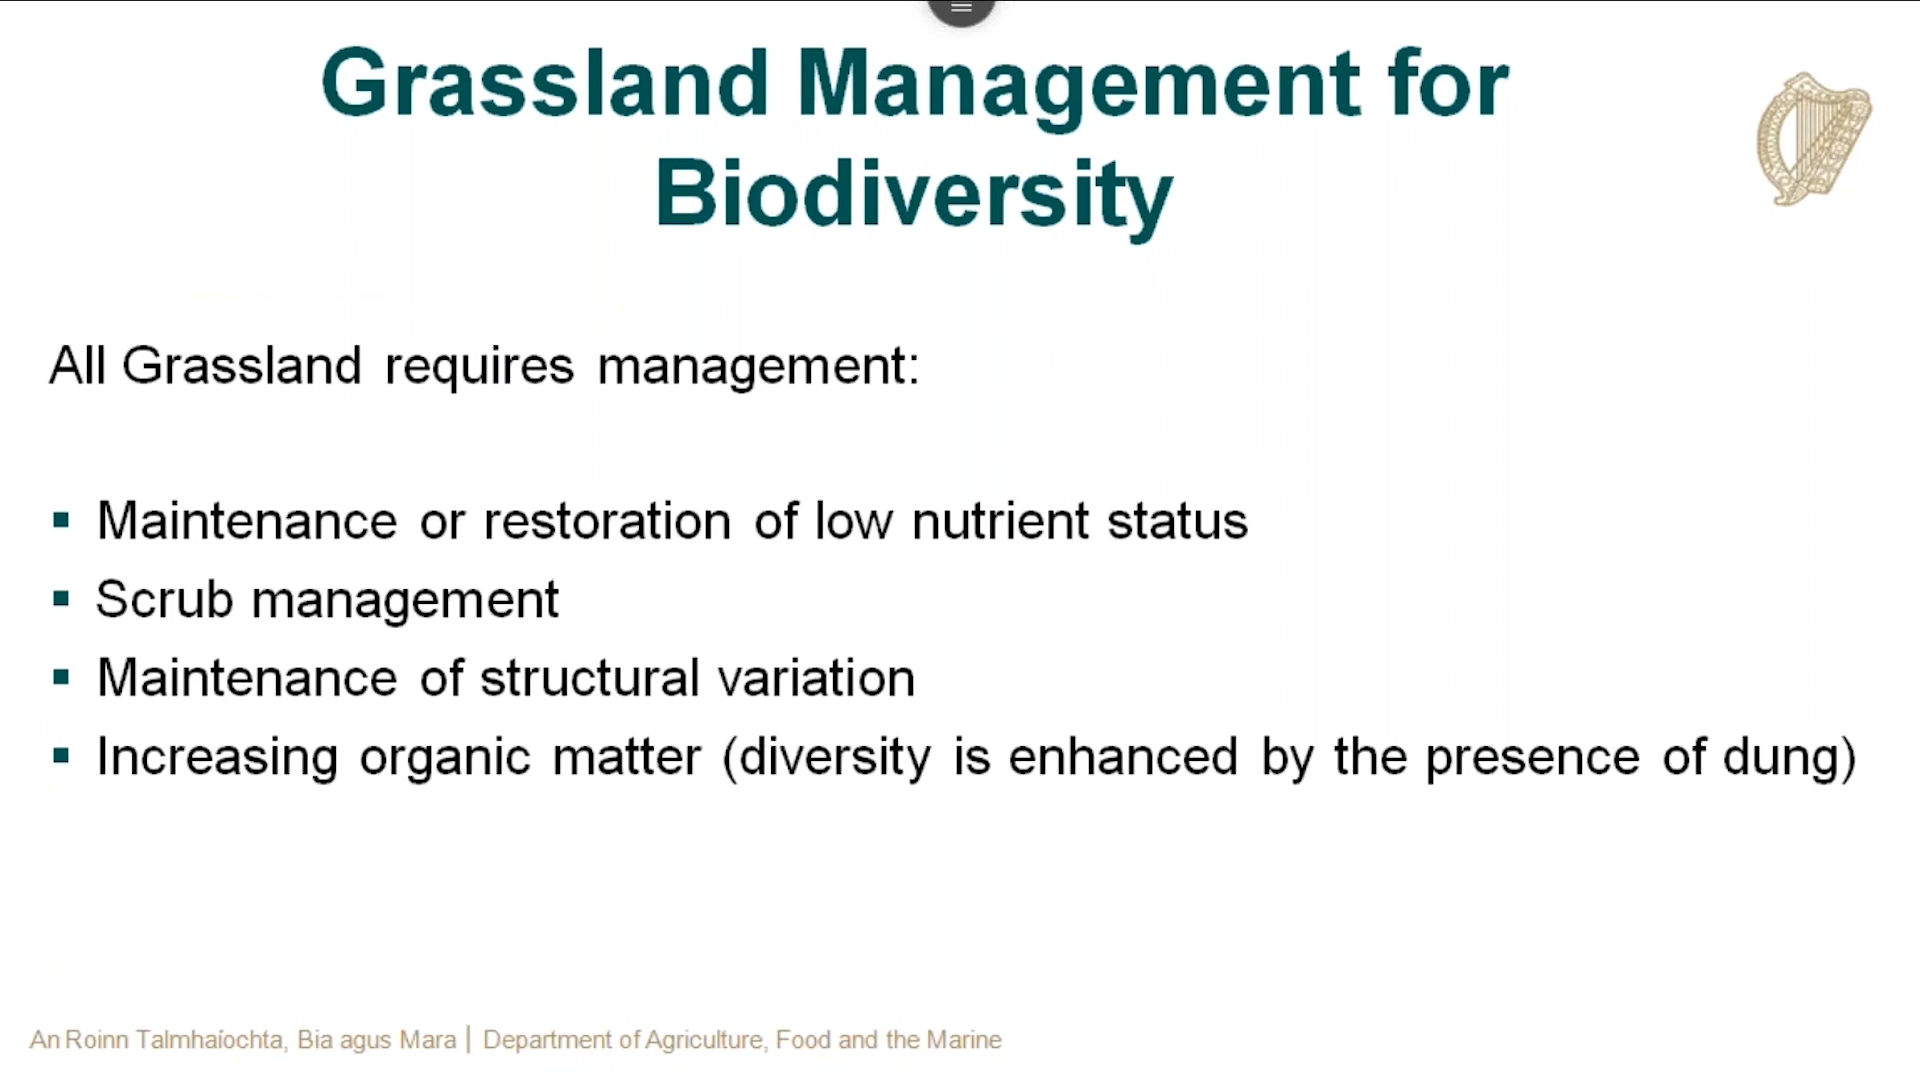 Grassland Management for
Biodiversity
All Grassland requires management:
▪ Maintenance or restoration of low nutrient status
▪ Scrub management
▪ Maintenance of structural variation
▪ Increasing organic matter (diversity is enhanced by the presence of dung)
An Roinn Talmhaíochta, Bia agus Mara | Department of Agriculture, Food and the Marine